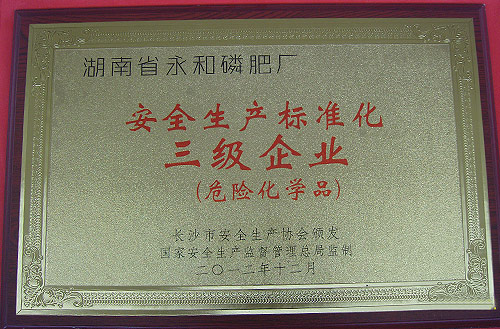 湖南省永和磷肥厂
安全生产标准化
三级企业
(危险化学品)
长沙市安全生产协会颁发
国家安全生产监督管理总局监制
二〇一二年十二月